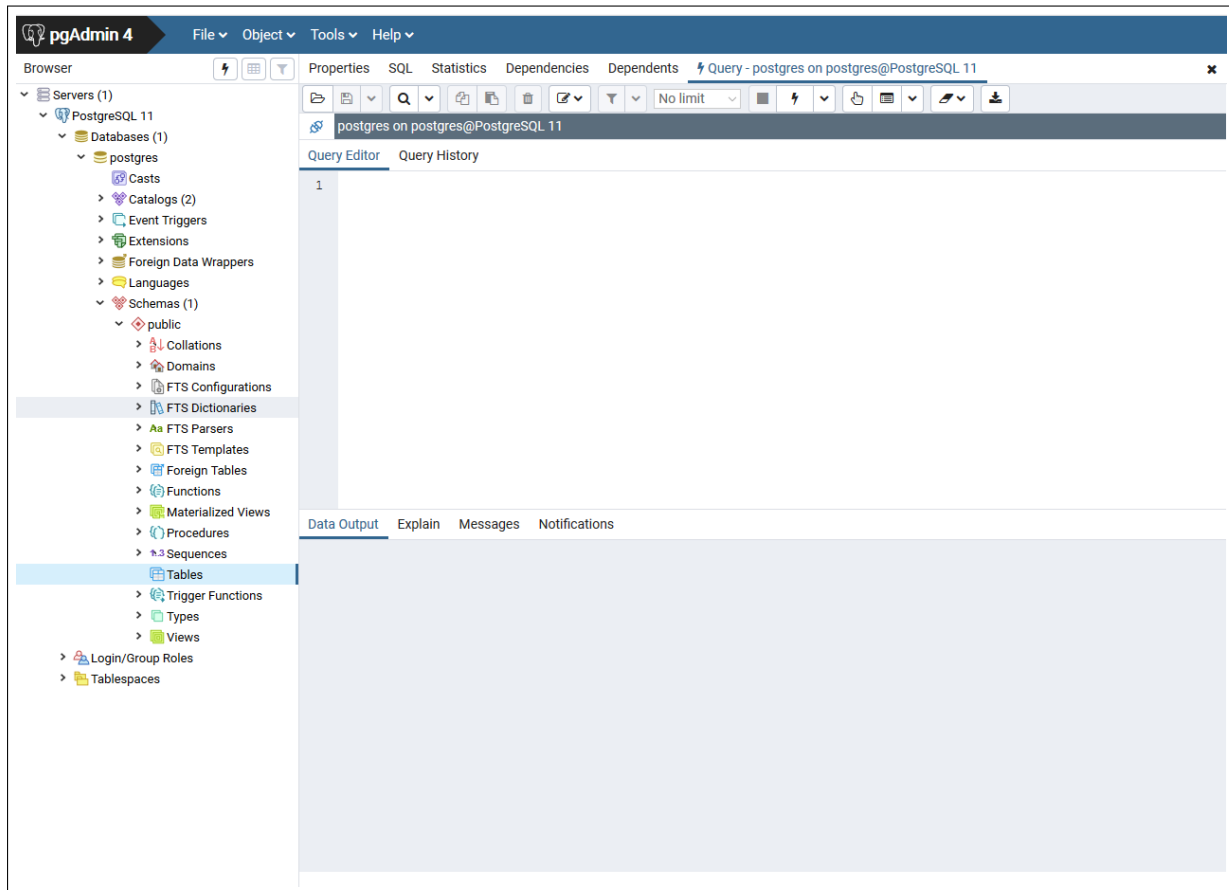 pgAdmin 4 File Object Tools Help
Browser
Properties SQL Statistics Dependencies Dependents Query - postgres on postgres@PostgreSQL 11
No limit
postgres on postgres@PostgreSQL 11
Query Editor Query History
1
Servers (1)
PostgreSQL 11
Databases (1)
postgres
Casts
Catalogs (2)
Event Triggers
Extensions
Foreign Data Wrappers
Languages
Schemas (1)
public
Collations
Domains
FTS Configurations
FTS Dictionaries
Aa FTS Parsers
FTS Templates
Foreign Tables
Functions
Materialized Views
Procedures
1..3 Sequences
Tables
Trigger Functions
Types
Views
Login/Group Roles
Tablespaces
Data Output Explain Messages Notifications